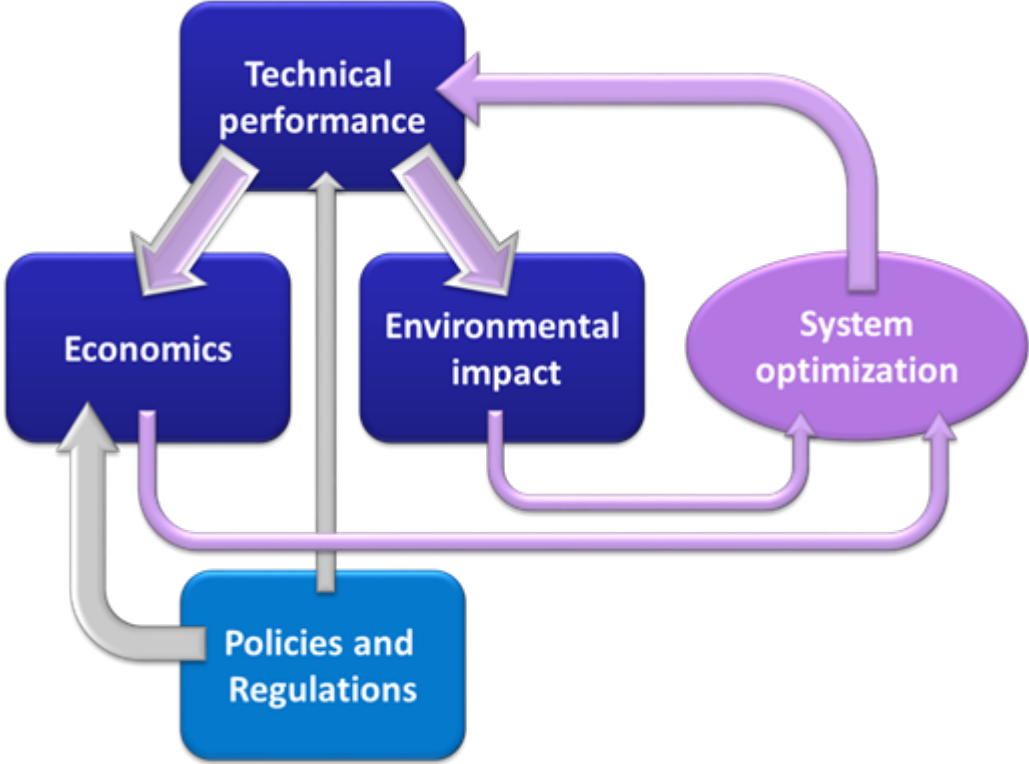 Technical
performance
Economics
Environmental
impact
System
optimization
Policies and
Regulations